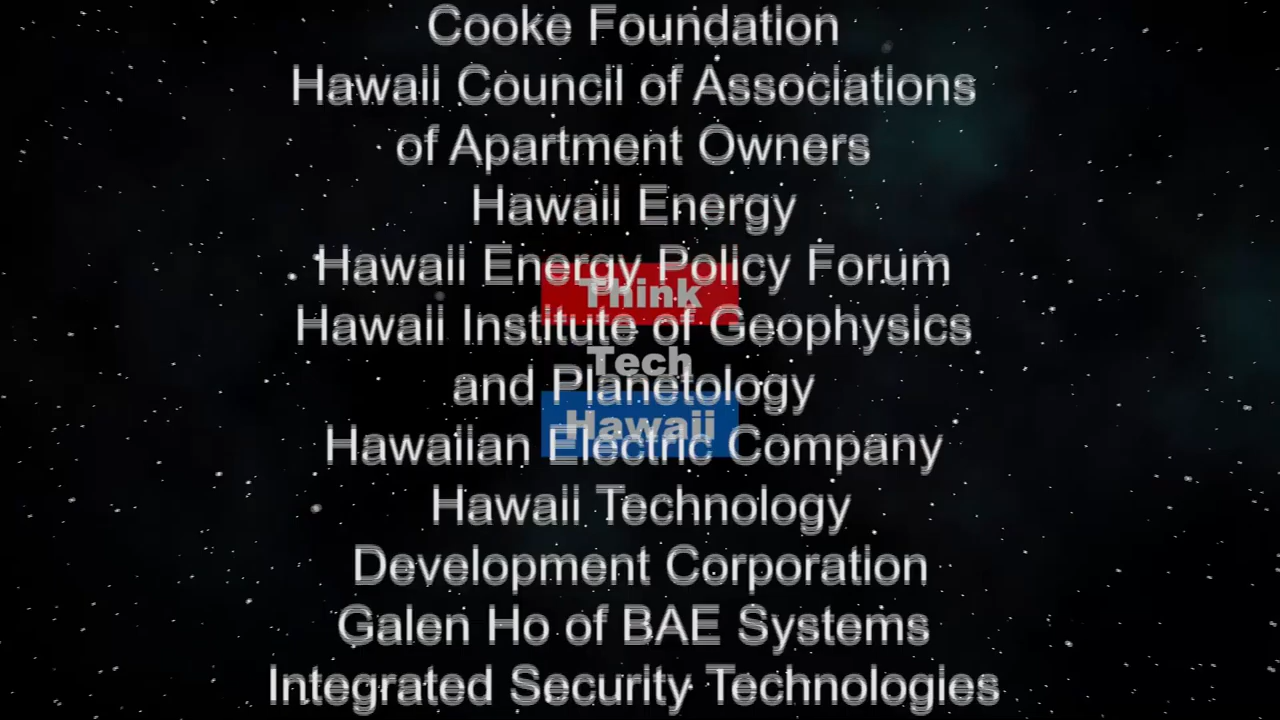 Cooke Foundation
Hawaii Council of Associations
of Apartment Owners
Hawaii Energy
Hawaii Energy Policy Forum
Think
Hawaii Institute of Geophysics
Tech
and Planetology
Hawaii
Hawaiian Electric Company
Hawaii Technology
Development Corporation
Galen Ho of BAE Systems
Integrated Security Technologies